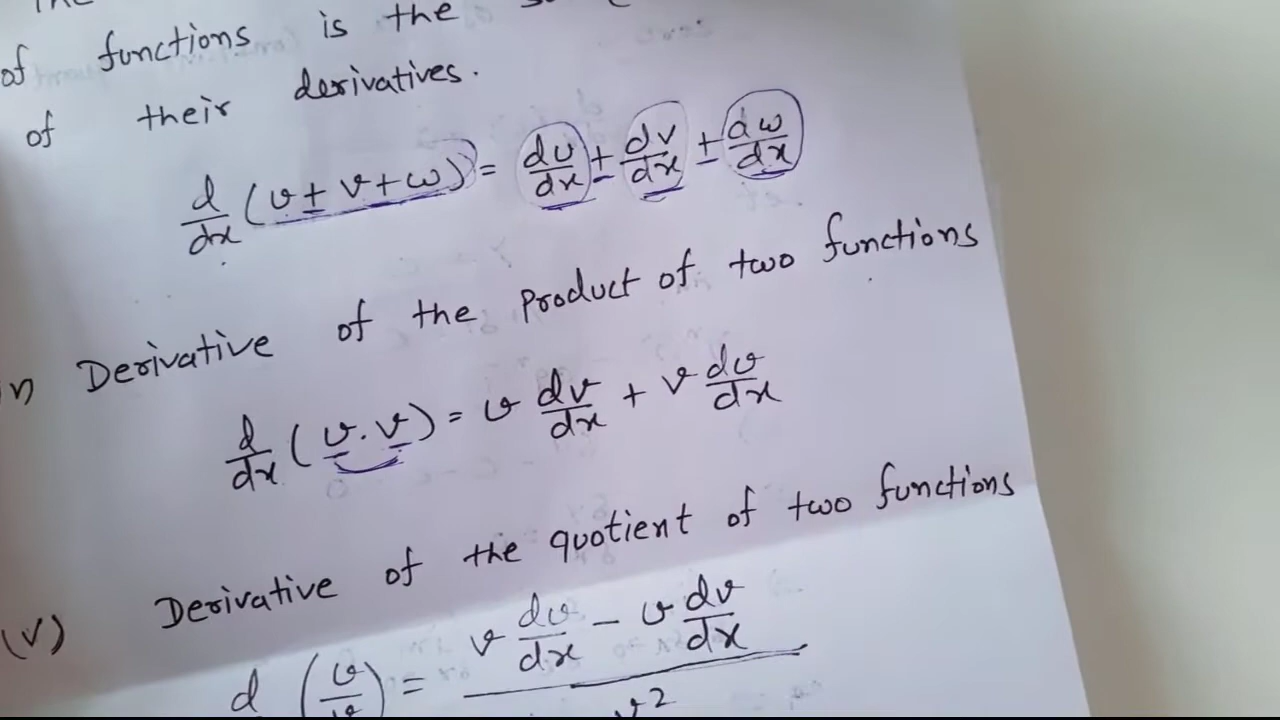 of functions is the
of their derivatives.
d/dx (u + v + w) = du/dx + dv/dx + dw/dx
Derivative of the product of two functions
d/dx (u . v) = u dv/dx + v du/dx
(V) Derivative of the quotient of two functions
d (u/v) = v du/dx - u dv/dx
v²